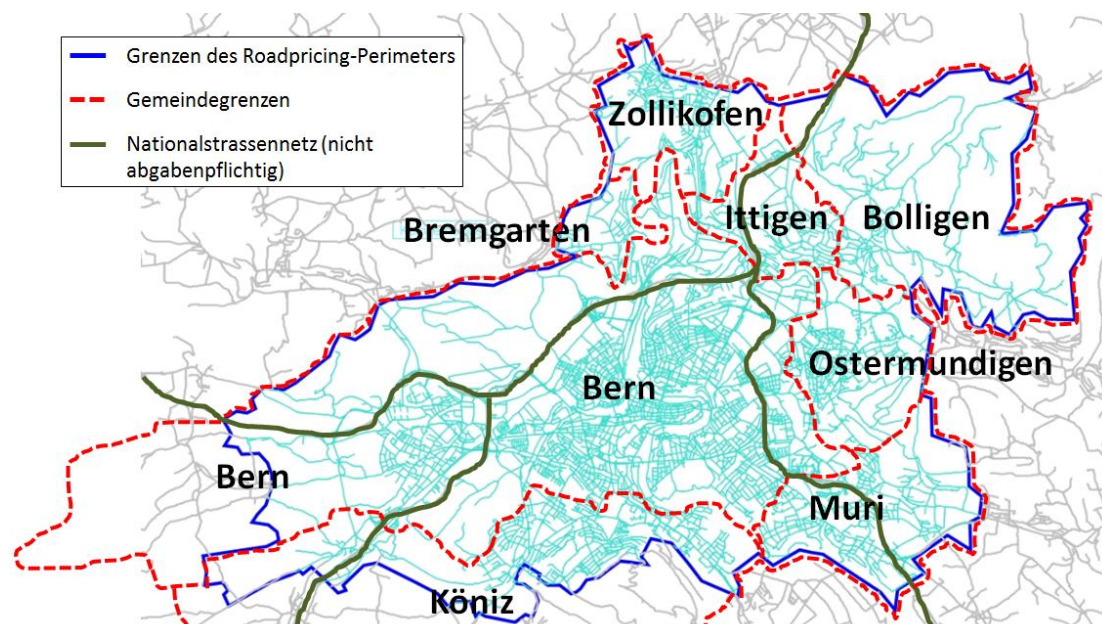 Grenzen des Roadpricing-Perimeters
Gemeindegrenzen
Nationalstrassennetz (nicht
abgabenpflichtig)
Zollikofen
Bremgarten
Ittigen
Bolligen
Ostermundigen
Bern
Bern
Muri
Köniz